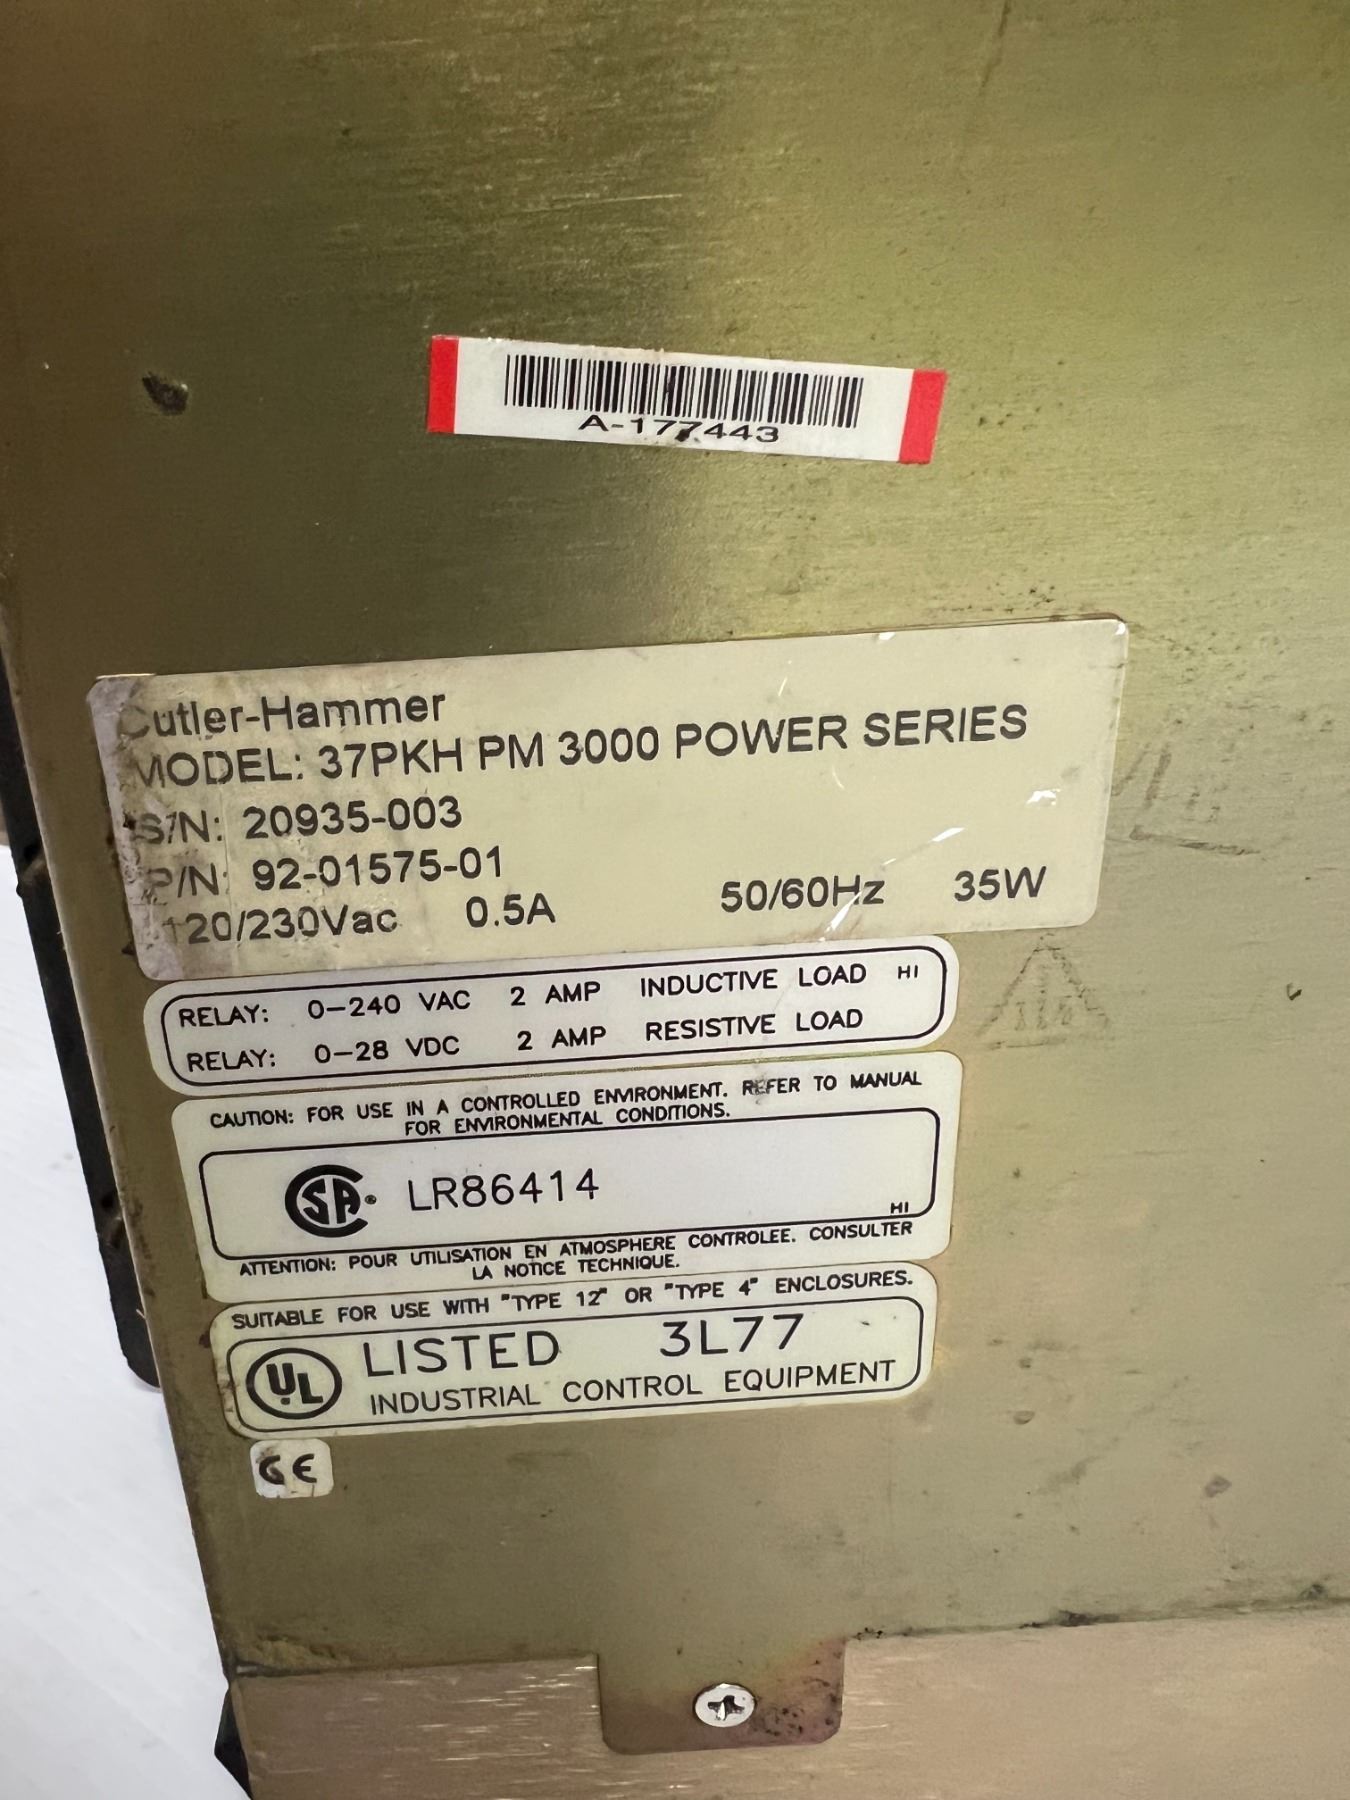 A-177443
Cutler-Hammer
MODEL: 37PKH PM 3000 POWER SERIES
S/N: 20935-003
P/N: 92-01575-01
120/230Vac 0.5A 50/60Hz 35W
RELAY: 0-240 VAC 2 AMP INDUCTIVE LOAD HI
RELAY: 0-28 VDC 2 AMP RESISTIVE LOAD
CAUTION: FOR USE IN A CONTROLLED ENVIRONMENT. REFER TO MANUAL
FOR ENVIRONMENTAL CONDITIONS.
SA® LR86414
HI
ATTENTION: POUR UTILISATION EN ATMOSPHERE CONTROLEE. CONSULTER
LA NOTICE TECHNIQUE.
SUITABLE FOR USE WITH "TYPE 12" OR "TYPE 4" ENCLOSURES.
UL LISTED 3L77
INDUSTRIAL CONTROL EQUIPMENT
CE